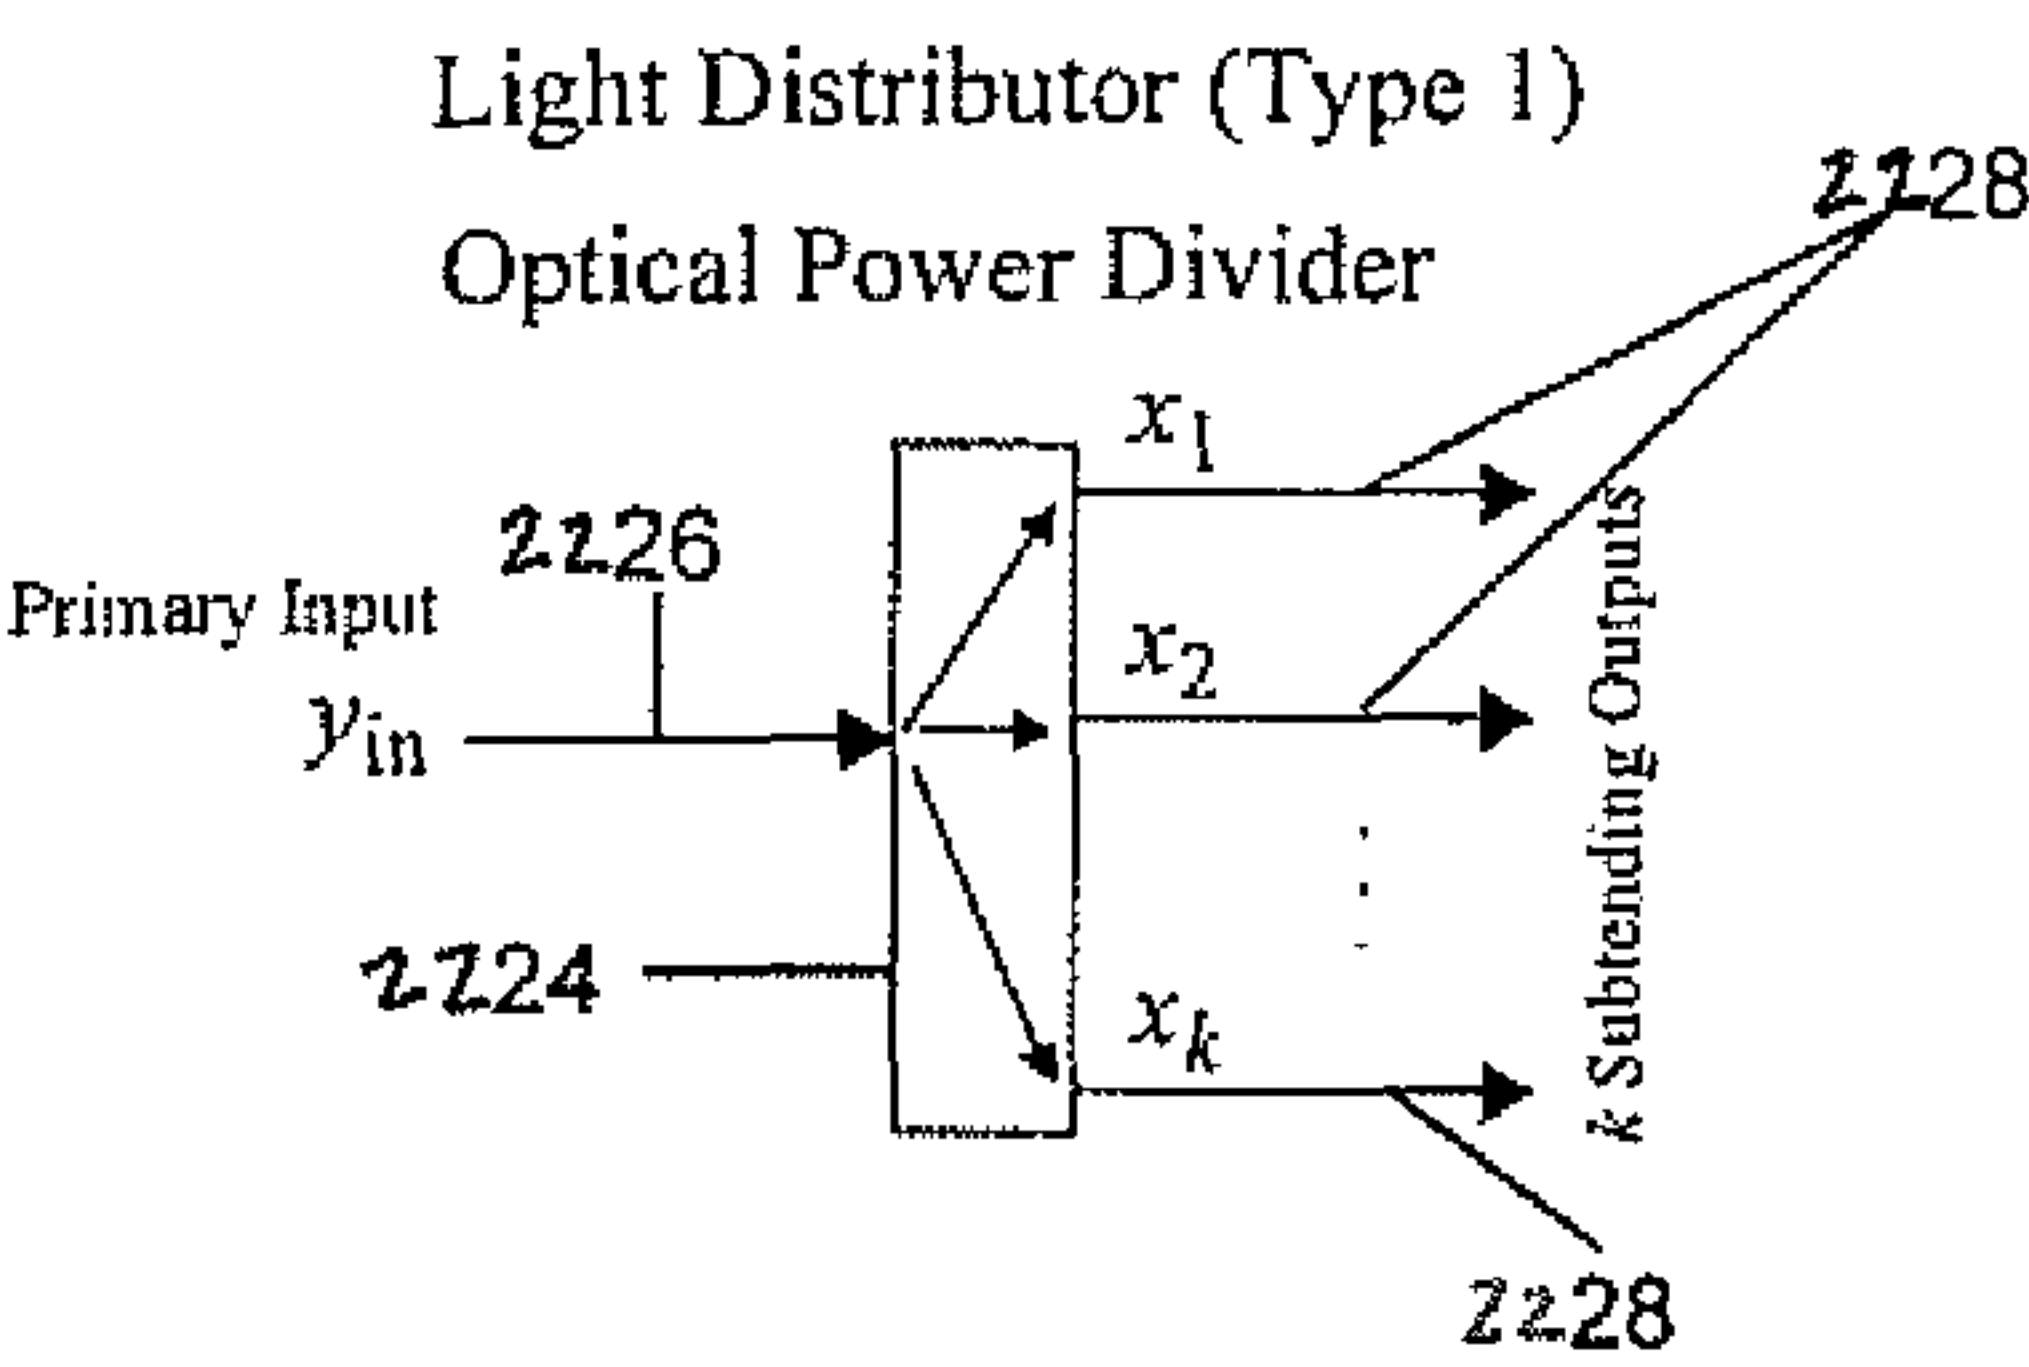 Light Distributor (Type 1)
2228
Optical Power Divider
x1
2226
Primary Input
x2
yin
k Subtending Outputs
2224
xk
2228